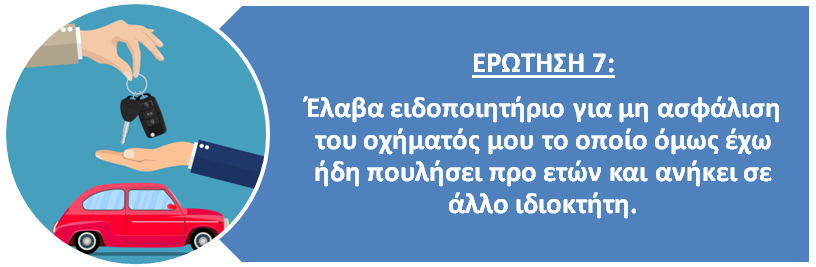 ΕΡΩΤΗΣΗ 7:
Έλαβα ειδοποιητήριο για μη ασφάλιση
του οχήματός μου το οποίο όμως έχω
ήδη πουλήσει προ ετών και ανήκει σε
άλλο ιδιοκτήτη.